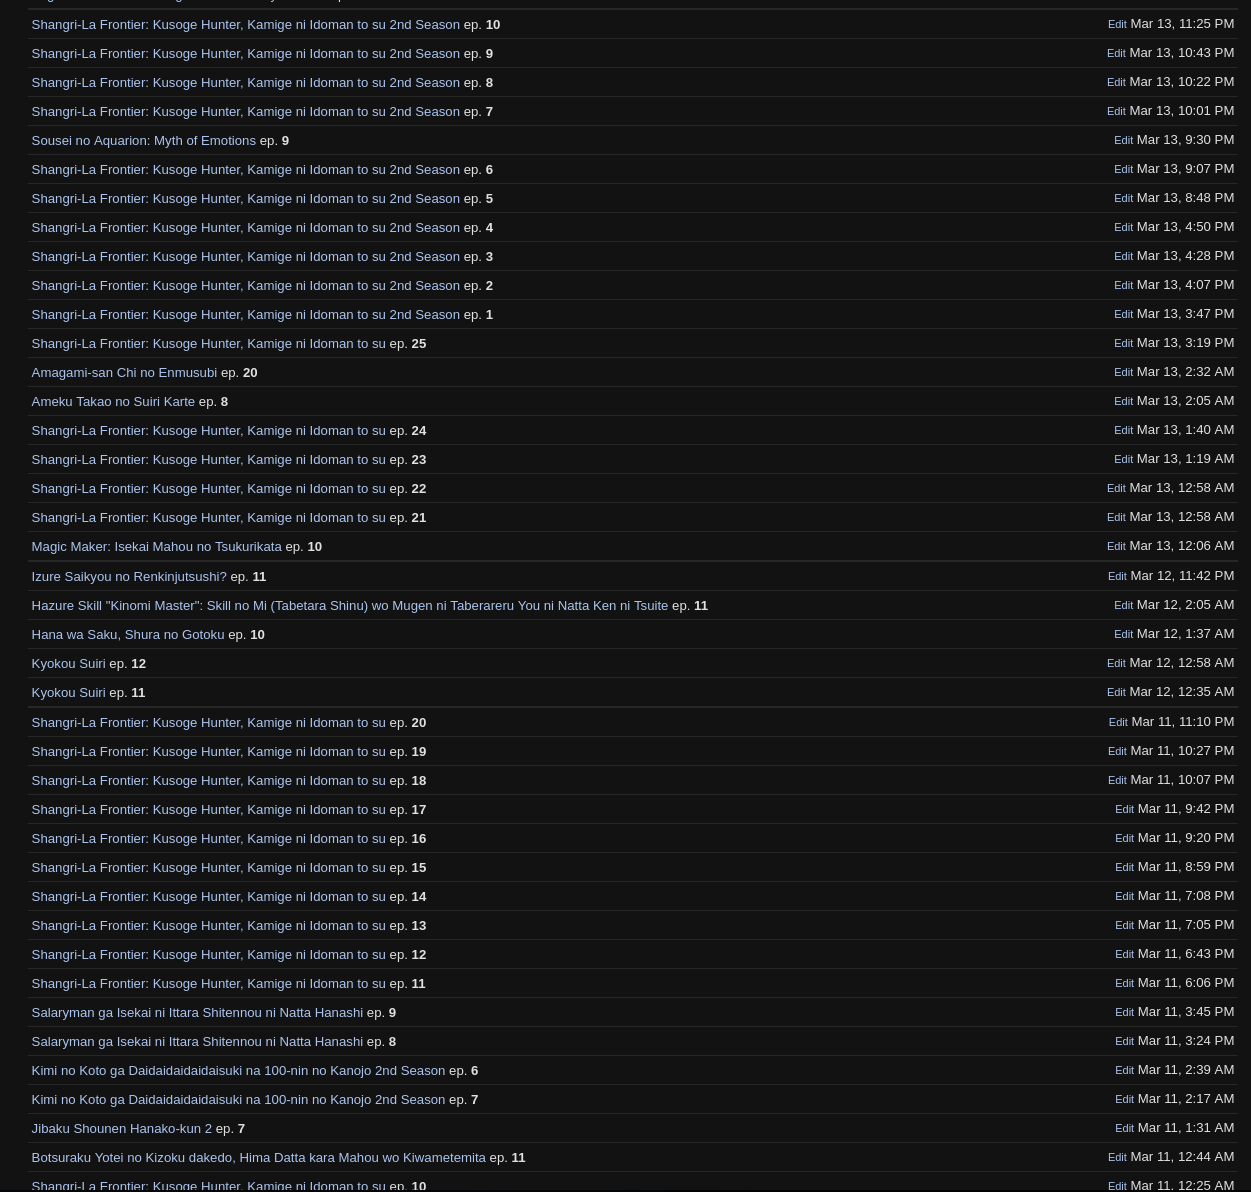 Shangri-La Frontier: Kusoge Hunter, Kamige ni Idoman to su 2nd Season ep. 10 Edit Mar 13, 11:25 PM
Shangri-La Frontier: Kusoge Hunter, Kamige ni Idoman to su 2nd Season ep. 9 Edit Mar 13, 10:43 PM
Shangri-La Frontier: Kusoge Hunter, Kamige ni Idoman to su 2nd Season ep. 8 Edit Mar 13, 10:22 PM
Shangri-La Frontier: Kusoge Hunter, Kamige ni Idoman to su 2nd Season ep. 7 Edit Mar 13, 10:01 PM
Sousei no Aquarion: Myth of Emotions ep. 9 Edit Mar 13, 9:30 PM
Shangri-La Frontier: Kusoge Hunter, Kamige ni Idoman to su 2nd Season ep. 6 Edit Mar 13, 9:07 PM
Shangri-La Frontier: Kusoge Hunter, Kamige ni Idoman to su 2nd Season ep. 5 Edit Mar 13, 8:48 PM
Shangri-La Frontier: Kusoge Hunter, Kamige ni Idoman to su 2nd Season ep. 4 Edit Mar 13, 4:50 PM
Shangri-La Frontier: Kusoge Hunter, Kamige ni Idoman to su 2nd Season ep. 3 Edit Mar 13, 4:28 PM
Shangri-La Frontier: Kusoge Hunter, Kamige ni Idoman to su 2nd Season ep. 2 Edit Mar 13, 4:07 PM
Shangri-La Frontier: Kusoge Hunter, Kamige ni Idoman to su 2nd Season ep. 1 Edit Mar 13, 3:47 PM
Shangri-La Frontier: Kusoge Hunter, Kamige ni Idoman to su ep. 25 Edit Mar 13, 3:19 PM
Amagami-san Chi no Enmusubi ep. 20 Edit Mar 13, 2:32 AM
Ameku Takao no Suiri Karte ep. 8 Edit Mar 13, 2:05 AM
Shangri-La Frontier: Kusoge Hunter, Kamige ni Idoman to su ep. 24 Edit Mar 13, 1:40 AM
Shangri-La Frontier: Kusoge Hunter, Kamige ni Idoman to su ep. 23 Edit Mar 13, 1:19 AM
Shangri-La Frontier: Kusoge Hunter, Kamige ni Idoman to su ep. 22 Edit Mar 13, 12:58 AM
Shangri-La Frontier: Kusoge Hunter, Kamige ni Idoman to su ep. 21 Edit Mar 13, 12:58 AM
Magic Maker: Isekai Mahou no Tsukurikata ep. 10 Edit Mar 13, 12:06 AM
Izure Saikyou no Renkinjutsushi? ep. 11 Edit Mar 12, 11:42 PM
Hazure Skill "Kinomi Master": Skill no Mi (Tabetara Shinu) wo Mugen ni Taberareru You ni Natta Ken ni Tsuite ep. 11 Edit Mar 12, 2:05 AM
Hana wa Saku, Shura no Gotoku ep. 10 Edit Mar 12, 1:37 AM
Kyokou Suiri ep. 12 Edit Mar 12, 12:58 AM
Kyokou Suiri ep. 11 Edit Mar 12, 12:35 AM
Shangri-La Frontier: Kusoge Hunter, Kamige ni Idoman to su ep. 20 Edit Mar 11, 11:10 PM
Shangri-La Frontier: Kusoge Hunter, Kamige ni Idoman to su ep. 19 Edit Mar 11, 10:27 PM
Shangri-La Frontier: Kusoge Hunter, Kamige ni Idoman to su ep. 18 Edit Mar 11, 10:07 PM
Shangri-La Frontier: Kusoge Hunter, Kamige ni Idoman to su ep. 17 Edit Mar 11, 9:42 PM
Shangri-La Frontier: Kusoge Hunter, Kamige ni Idoman to su ep. 16 Edit Mar 11, 9:20 PM
Shangri-La Frontier: Kusoge Hunter, Kamige ni Idoman to su ep. 15 Edit Mar 11, 8:59 PM
Shangri-La Frontier: Kusoge Hunter, Kamige ni Idoman to su ep. 14 Edit Mar 11, 7:08 PM
Shangri-La Frontier: Kusoge Hunter, Kamige ni Idoman to su ep. 13 Edit Mar 11, 7:05 PM
Shangri-La Frontier: Kusoge Hunter, Kamige ni Idoman to su ep. 12 Edit Mar 11, 6:43 PM
Shangri-La Frontier: Kusoge Hunter, Kamige ni Idoman to su ep. 11 Edit Mar 11, 6:06 PM
Salaryman ga Isekai ni Ittara Shitennou ni Natta Hanashi ep. 9 Edit Mar 11, 3:45 PM
Salaryman ga Isekai ni Ittara Shitennou ni Natta Hanashi ep. 8 Edit Mar 11, 3:24 PM
Kimi no Koto ga Daidaidaidaidaisuki na 100-nin no Kanojo 2nd Season ep. 6 Edit Mar 11, 2:39 AM
Kimi no Koto ga Daidaidaidaidaisuki na 100-nin no Kanojo 2nd Season ep. 7 Edit Mar 11, 2:17 AM
Jibaku Shounen Hanako-kun 2 ep. 7 Edit Mar 11, 1:31 AM
Botsuraku Yotei no Kizoku dakedo, Hima Datta kara Mahou wo Kiwametemita ep. 11 Edit Mar 11, 12:44 AM
Shangri-La Frontier: Kusoge Hunter, Kamige ni Idoman to su ep. 10 Edit Mar 11, 12:25 AM